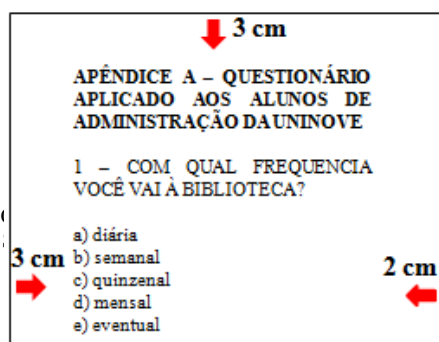 3 cm
APÊNDICE A – QUESTIONÁRIO
APLICADO AOS ALUNOS DE
ADMINISTRAÇÃO DA UNINOVE
1 – COM QUAL FREQUENCIA
VOCÊ VAI À BIBLIOTECA?
a) diária
3 cm b) semanal
2 cm
c) quinzenal
d) mensal
e) eventual